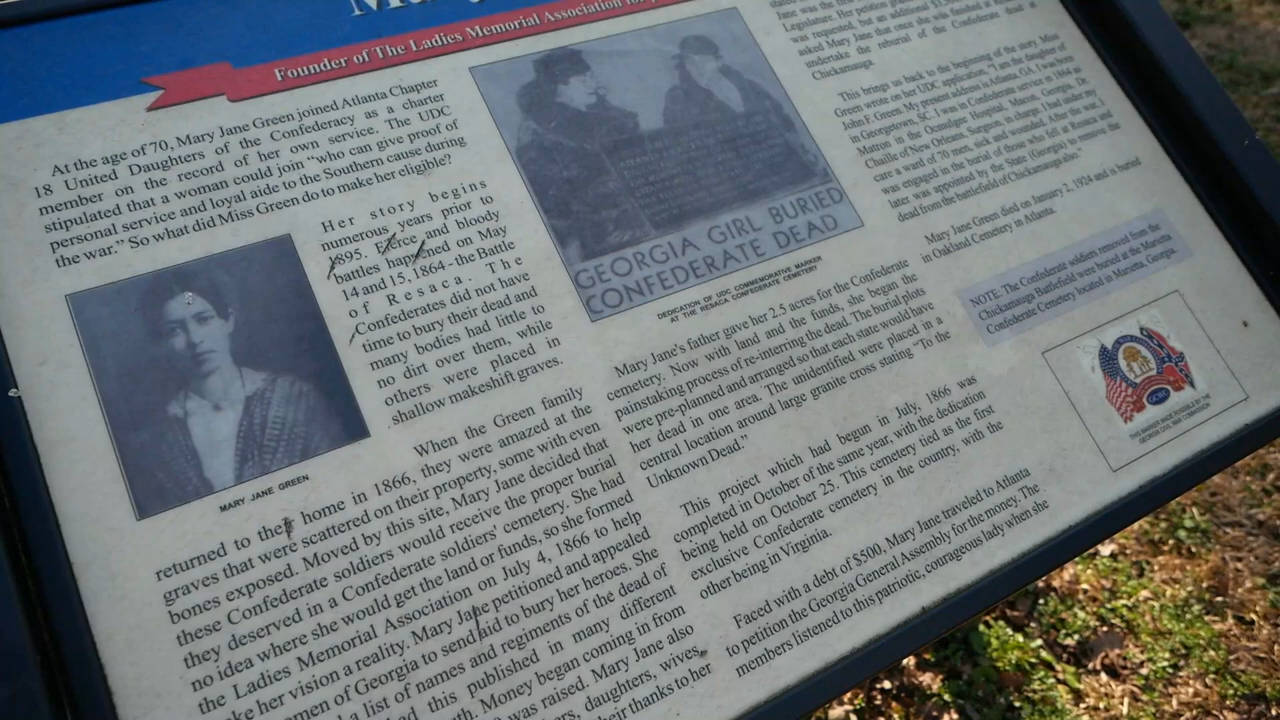 Founder of The Ladies Memorial Association
At the age of 70, Mary Jane Green joined Atlanta Chapter
18 United Daughters of the Confederacy as a charter
member on the record of her own service. The UDC
stipulated that a woman could join “who can give proof of
personal service and loyal aide to the Southern cause during
the war.” So what did Miss Green do to make her eligible?
Her story begins
numerous years prior to
1895. Fierce and bloody
battles happened on May
14 and 15, 1864 - the Battle
of Resaca. The
Confederates did not have
time to bury their dead and
many bodies had little to
no dirt over them, while
others were placed in
shallow makeshift graves.
MARY JANE GREEN
When the Green family
returned to their home in 1866, they were amazed at the
graves that were scattered on their property, some with even
bones exposed. Moved by this site, Mary Jane decided that
these Confederate soldiers would receive the proper burial
they deserved in a Confederate soldiers' cemetery. She had
no idea where she would get the land or funds, so she formed
the Ladies Memorial Association on July 4, 1866 to help
her vision a reality. Mary Jane petitioned and appealed
of Georgia to send aid to bury her heroes. She
a list of names and regiments of the dead of
this published in many different
Money began coming in from
was raised. Mary Jane also
daughters, wives,
their thanks to her
GEORGIA GIRL BURIED
CONFEDERATE DEAD
DEDICATION OF UDC COMMEMORATIVE MARKER
AT THE RESACA CONFEDERATE CEMETERY
Mary Jane's father gave her 2.5 acres for the Confederate
cemetery. Now with land and the funds, she began the
painstaking process of re-interring the dead. The burial plots
were pre-planned and arranged so that each state would have
her dead in one area. The unidentified were placed in a
central location around large granite cross stating “To the
Unknown Dead.”
This project which had begun in July, 1866 was
completed in October of the same year, with the dedication
being held on October 25. This cemetery tied as the first
exclusive Confederate cemetery in the country, with the
other being in Virginia.
Faced with a debt of $500, Mary Jane traveled to Atlanta
to petition the Georgia General Assembly for the money. The
members listened to this patriotic, courageous lady when she
Jane was the
Legislature. Her petition
was requested, but an additional
asked Mary Jane that once she was finished at
undertake the reburial of the Confederate dead at
Chickamauga.
This brings us back to the beginning of the story. Miss
Green wrote on her UDC application, “I am the daughter of
John F. Green. My present address is Atlanta, GA. I was born
in Georgetown, SC. I was in Confederate service in 1864 as
Matron in the Ocmulgee Hospital, Macon, Georgia. Dr.
Chaille of New Orleans, Surgeon, in charge. I had under my
care a ward of 70 men, sick and wounded. After the war, I
was engaged in the burial of those who fell at Resaca and
later was appointed by the State (Georgia) to remove the
dead from the battlefield of Chickamauga also.”
Mary Jane Green died on January 2, 1924 and is buried
in Oakland Cemetery in Atlanta.
NOTE: The Confederate soldiers removed from the
Chickamauga Battlefield were buried at the Marietta
Confederate Cemetery located in Marietta, Georgia.
THIS MARKER MADE POSSIBLE BY THE
GEORGIA CIVIL WAR COMMISSION